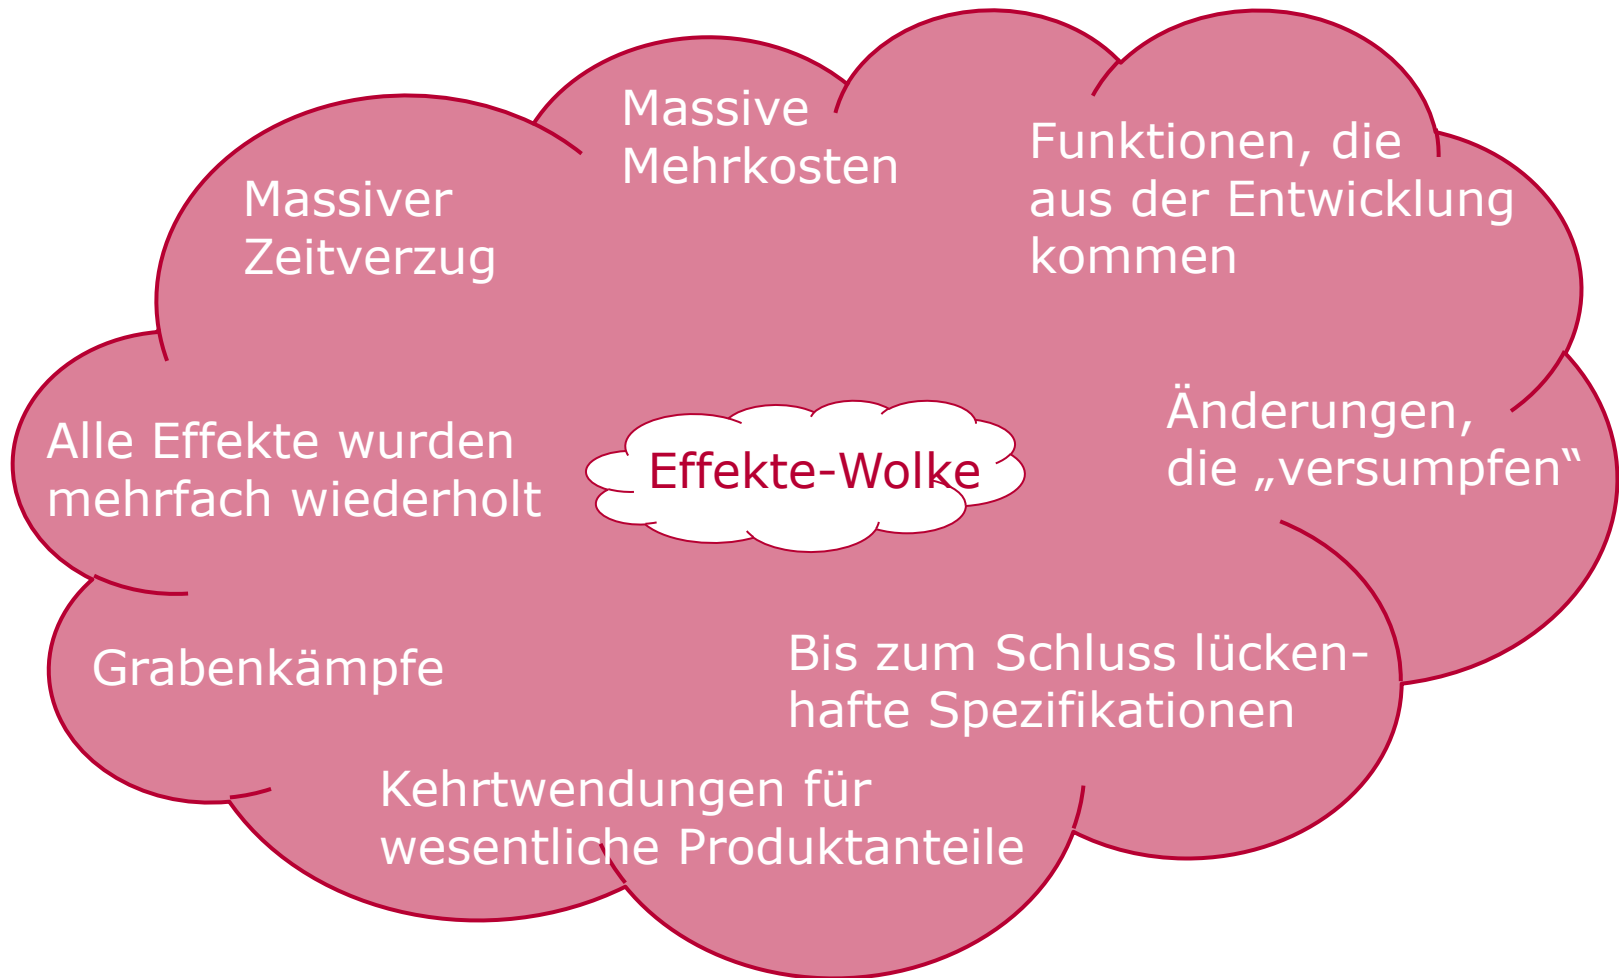 Massive
Mehrkosten
Funktionen, die
aus der Entwicklung
kommen
Massiver
Zeitverzug
Änderungen,
die „versumpfen“
Alle Effekte wurden
mehrfach wiederholt
Effekte-Wolke
Bis zum Schluss lücken-
hafte Spezifikationen
Grabenkämpfe
Kehrtwendungen für
wesentliche Produktanteile